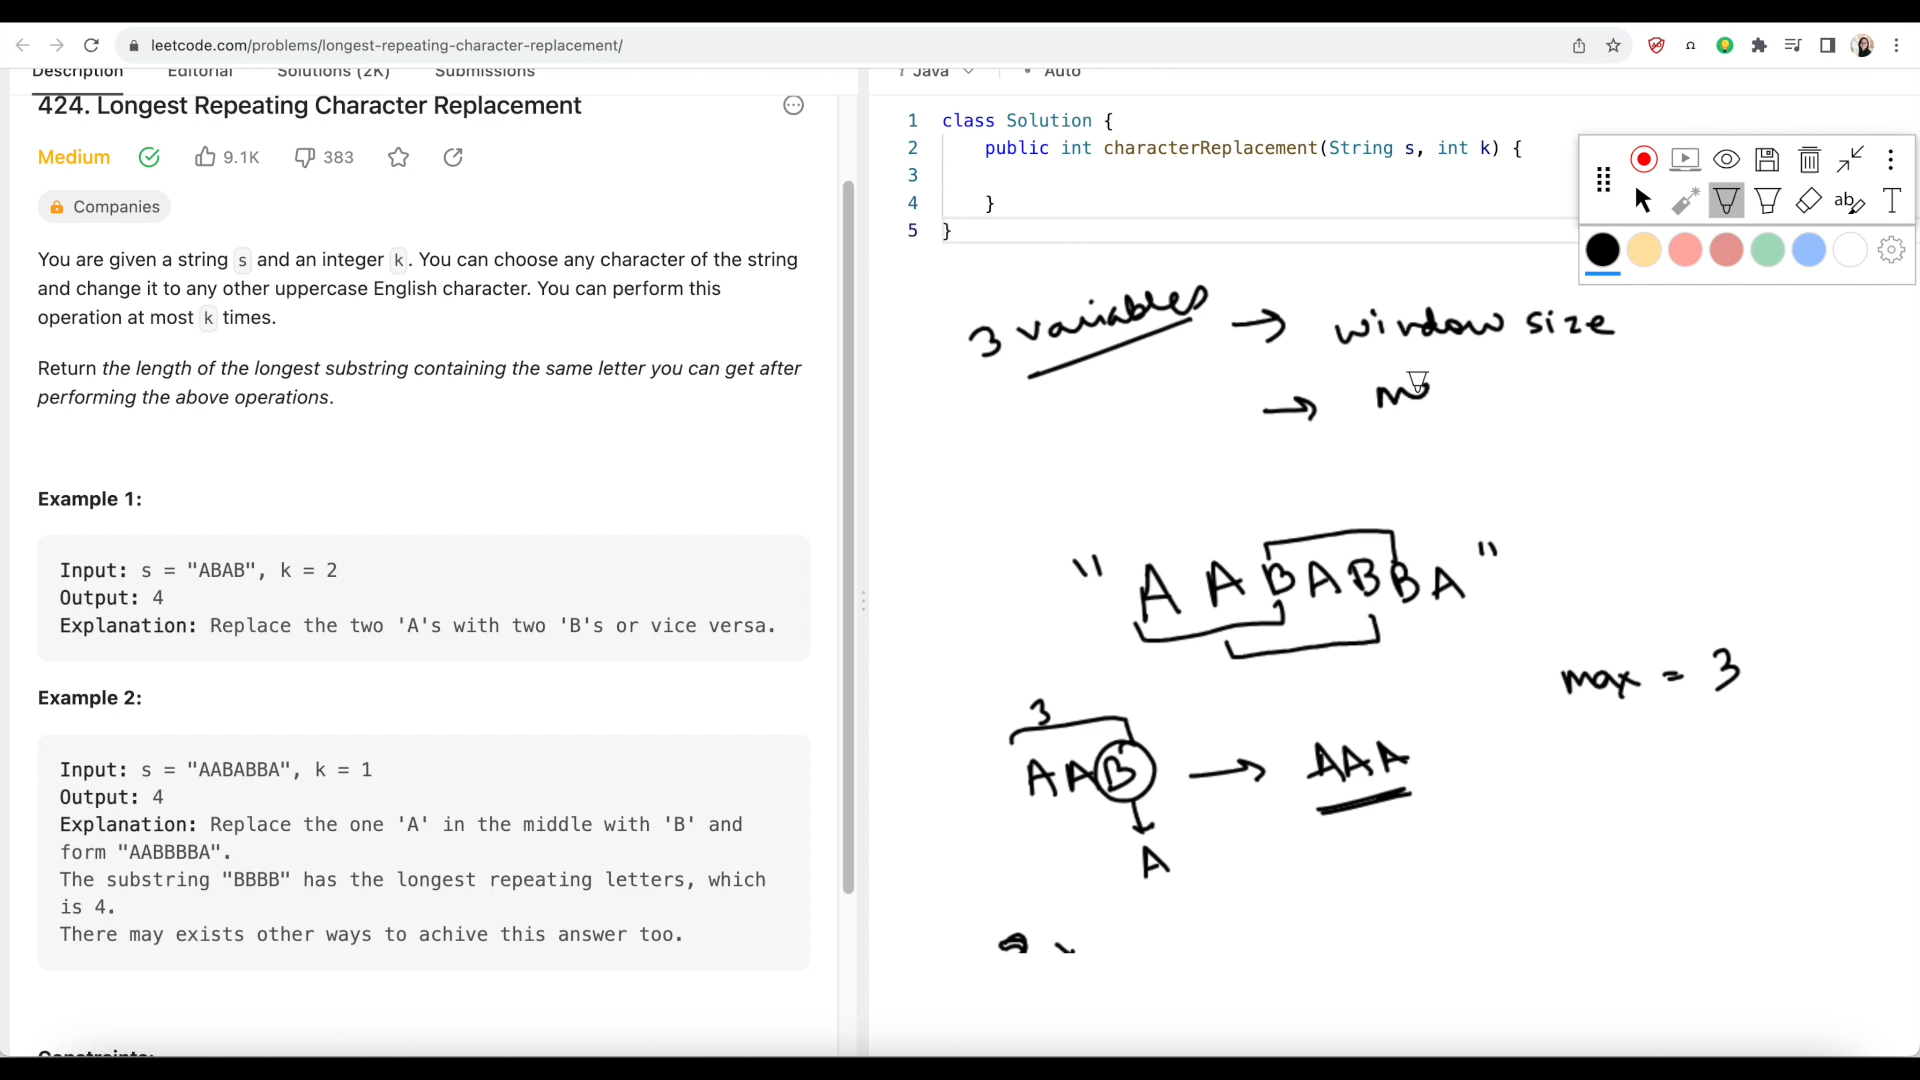 leetcode.com/problems/longest-repeating-character-replacement/
Description Editorial Solutions (2K) Submissions
424. Longest Repeating Character Replacement
Medium 9.1K 383
Companies
You are given a string s and an integer k. You can choose any character of the string
and change it to any other uppercase English character. You can perform this
operation at most k times.
Return the length of the longest substring containing the same letter you can get after
performing the above operations.
Example 1:
Input: s = "ABAB", k = 2
Output: 4
Explanation: Replace the two 'A's with two 'B's or vice versa.
Example 2:
Input: s = "AABABBA", k = 1
Output: 4
Explanation: Replace the one 'A' in the middle with 'B' and
form "AABBBBA".
The substring "BBBB" has the longest repeating letters, which
is 4.
There may exists other ways to achive this answer too.
Constraints:
i Java • Auto
1 class Solution {
2 public int characterReplacement(String s, int k) {
3
4 }
5 }
ab T
3 variables → window size
→
"AABABBA"
max = 3
3
AAB → AAA
A